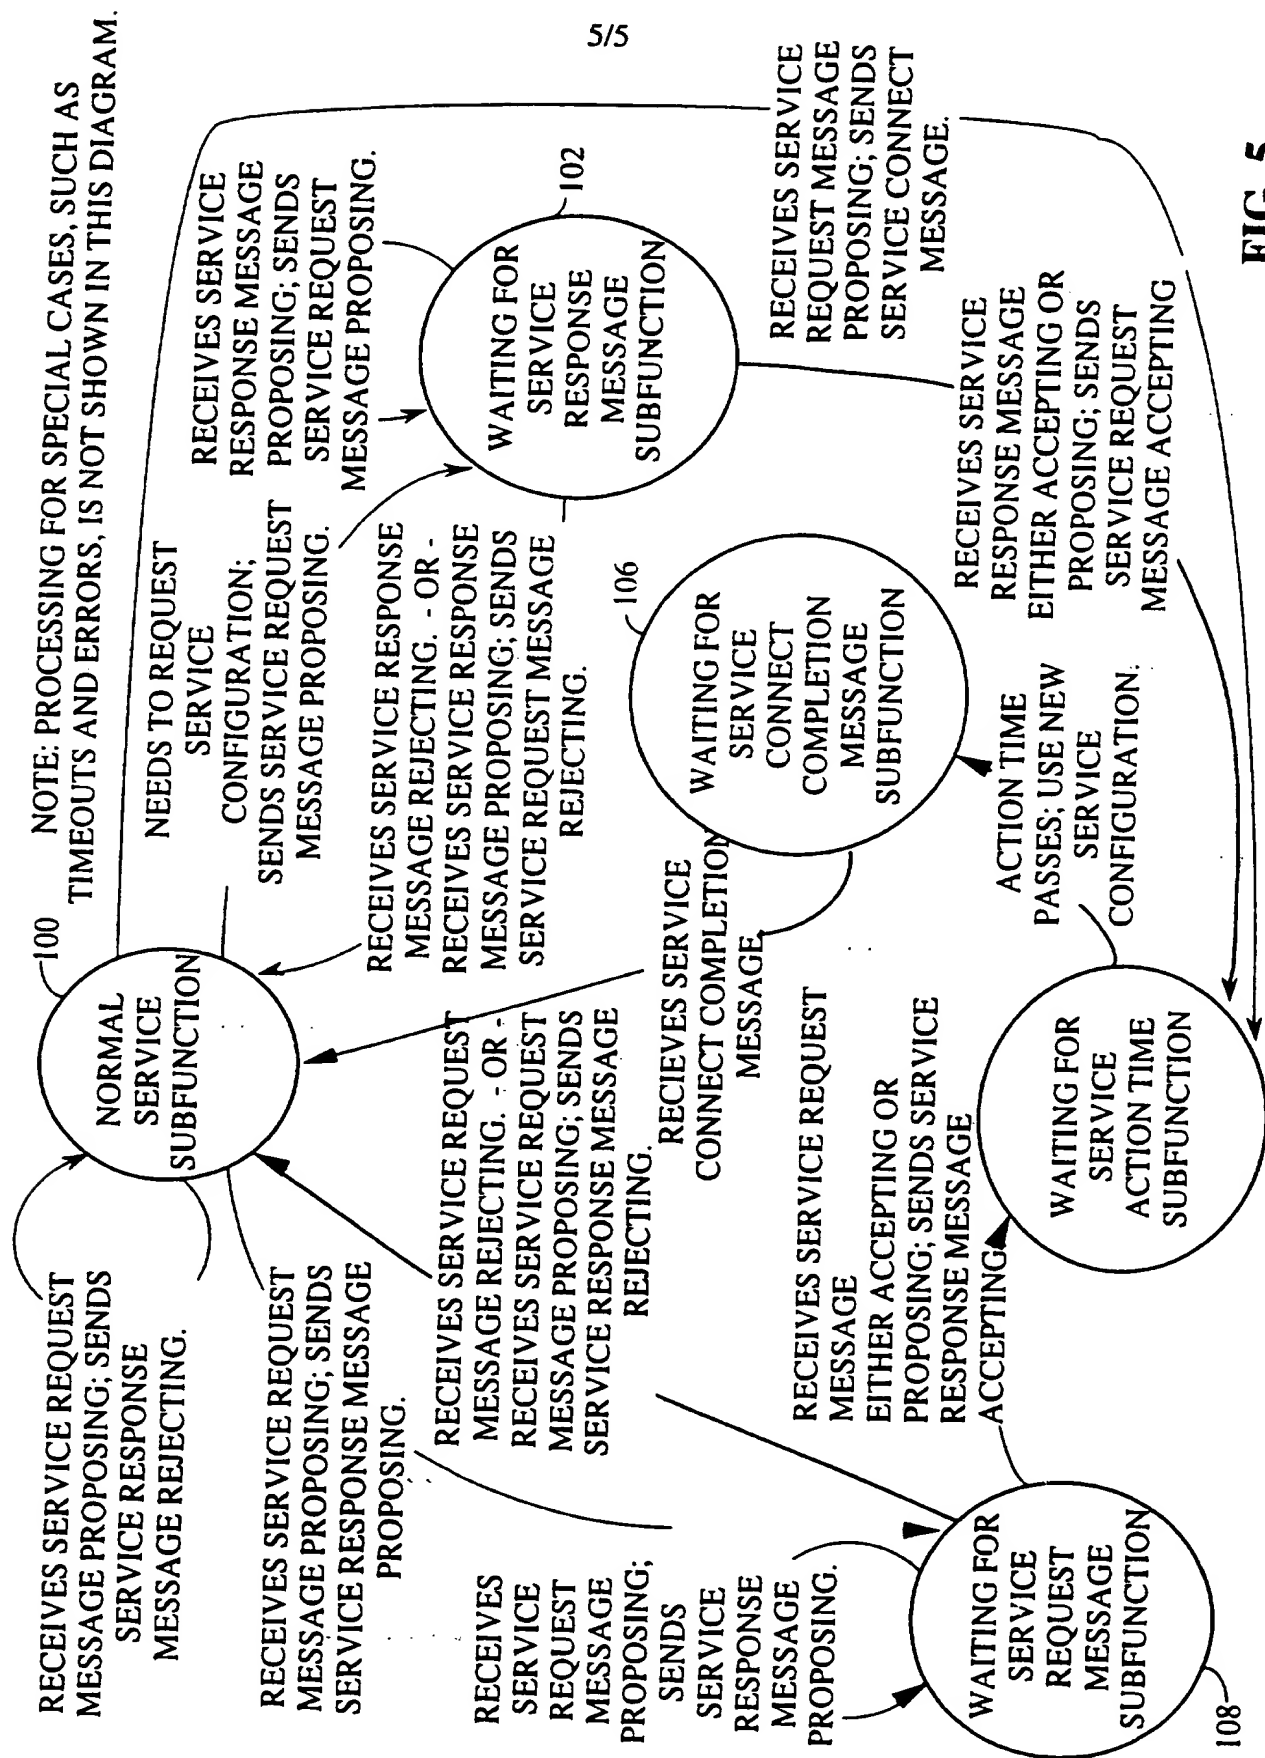 5/5
NOTE: PROCESSING FOR SPECIAL CASES, SUCH AS
TIMEOUTS AND ERRORS, IS NOT SHOWN IN THIS DIAGRAM.
RECEIVES SERVICE REQUEST
MESSAGE PROPOSING; SENDS
SERVICE RESPONSE
MESSAGE REJECTING.
100
NORMAL
SERVICE
SUBFUNCTION
NEEDS TO REQUEST
SERVICE
CONFIGURATION;
SENDS SERVICE REQUEST
MESSAGE PROPOSING.
RECEIVES SERVICE
RESPONSE MESSAGE
PROPOSING; SENDS
SERVICE REQUEST
MESSAGE PROPOSING.
RECEIVES SERVICE REQUEST
MESSAGE PROPOSING; SENDS
SERVICE RESPONSE MESSAGE
PROPOSING.
RECEIVES SERVICE RESPONSE
MESSAGE REJECTING. - OR -
RECEIVES SERVICE RESPONSE
MESSAGE PROPOSING; SENDS
SERVICE REQUEST MESSAGE
REJECTING.
102
WAITING FOR
SERVICE
RESPONSE
MESSAGE
SUBFUNCTION
RECEIVES SERVICE REQUEST
MESSAGE REJECTING. - OR -
RECEIVES SERVICE REQUEST
MESSAGE PROPOSING; SENDS
SERVICE RESPONSE MESSAGE
REJECTING.
106
WAITING FOR
SERVICE
CONNECT
COMPLETION
MESSAGE
SUBFUNCTION
RECIEVES SERVICE
CONNECT COMPLETION
MESSAGE
RECEIVES SERVICE
REQUEST MESSAGE
PROPOSING; SENDS
SERVICE CONNECT
MESSAGE.
RECEIVES
SERVICE
REQUEST
MESSAGE
PROPOSING;
SENDS
SERVICE
RESPONSE
MESSAGE
PROPOSING.
RECEIVES SERVICE REQUEST
MESSAGE
EITHER ACCEPTING OR
PROPOSING; SENDS SERVICE
RESPONSE MESSAGE
ACCEPTING
RECEIVES SERVICE
RESPONSE MESSAGE
EITHER ACCEPTING OR
PROPOSING; SENDS
SERVICE REQUEST
MESSAGE ACCEPTING
ACTION TIME
PASSES; USE NEW
SERVICE
CONFIGURATION.
WAITING FOR
SERVICE
REQUEST
MESSAGE
SUBFUNCTION
108
WAITING FOR
SERVICE
ACTION TIME
SUBFUNCTION
FIG. 5